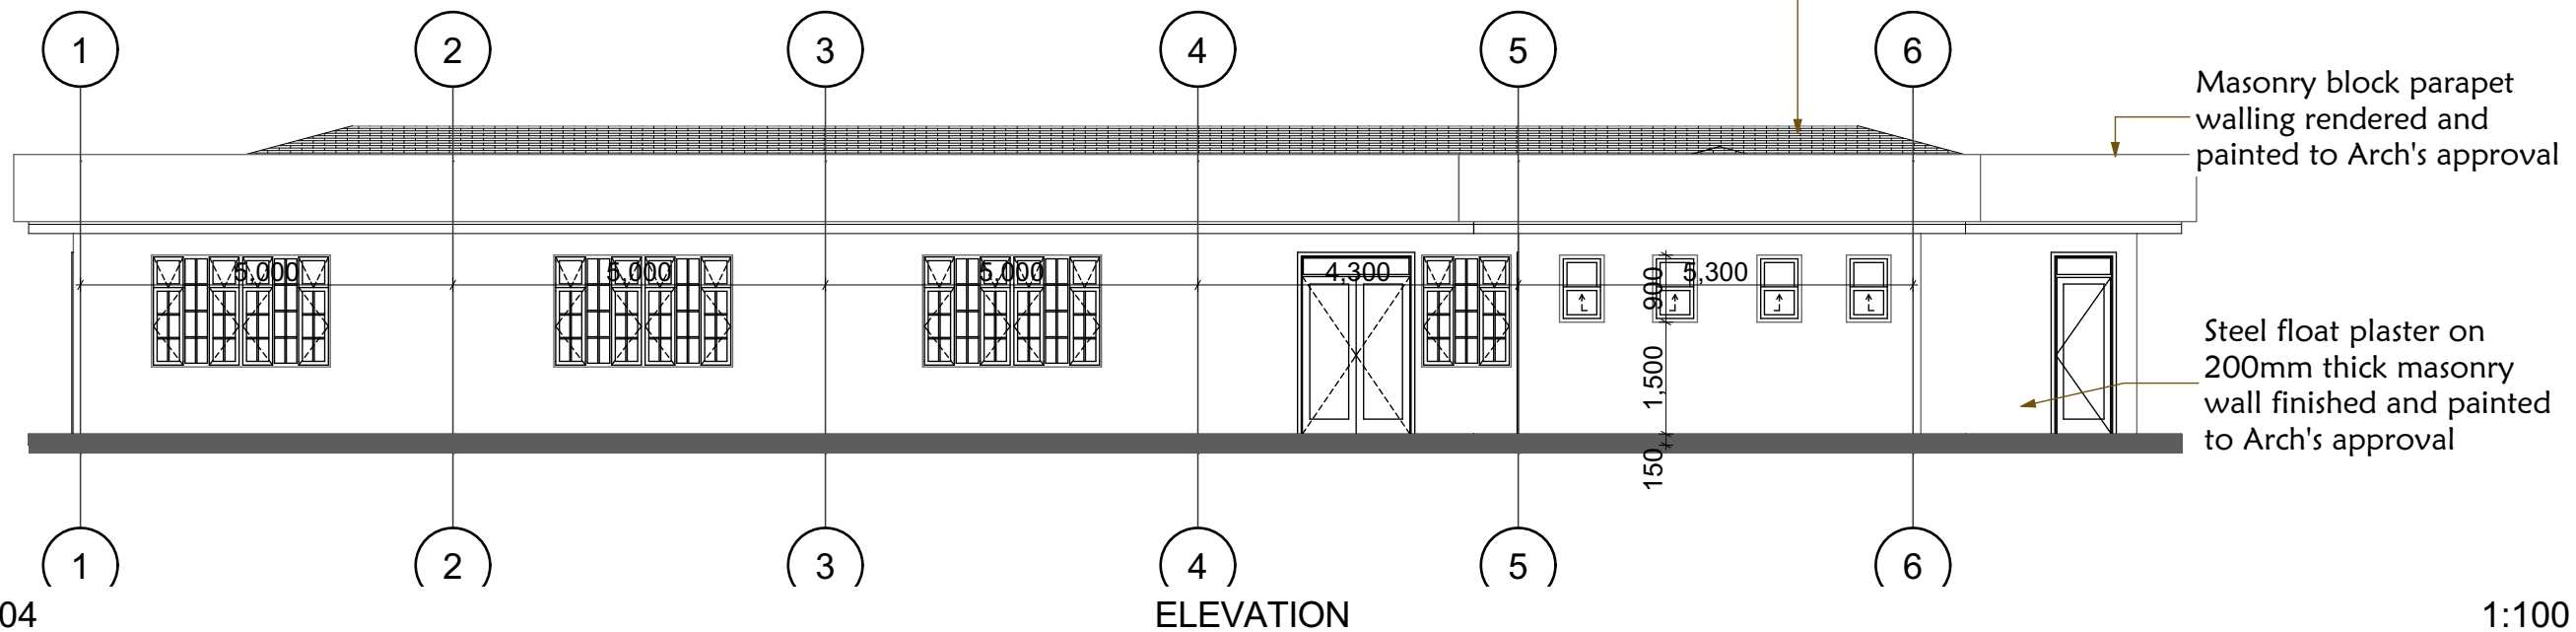 1 2 3 4 5 6
Masonry block parapet
walling rendered and
painted to Arch's approval
5,000 5,000 5,000 4,300 5,300
900
1,500
150
Steel float plaster on
200mm thick masonry
wall finished and painted
to Arch's approval
1 2 3 4 5 6
04 ELEVATION 1:100